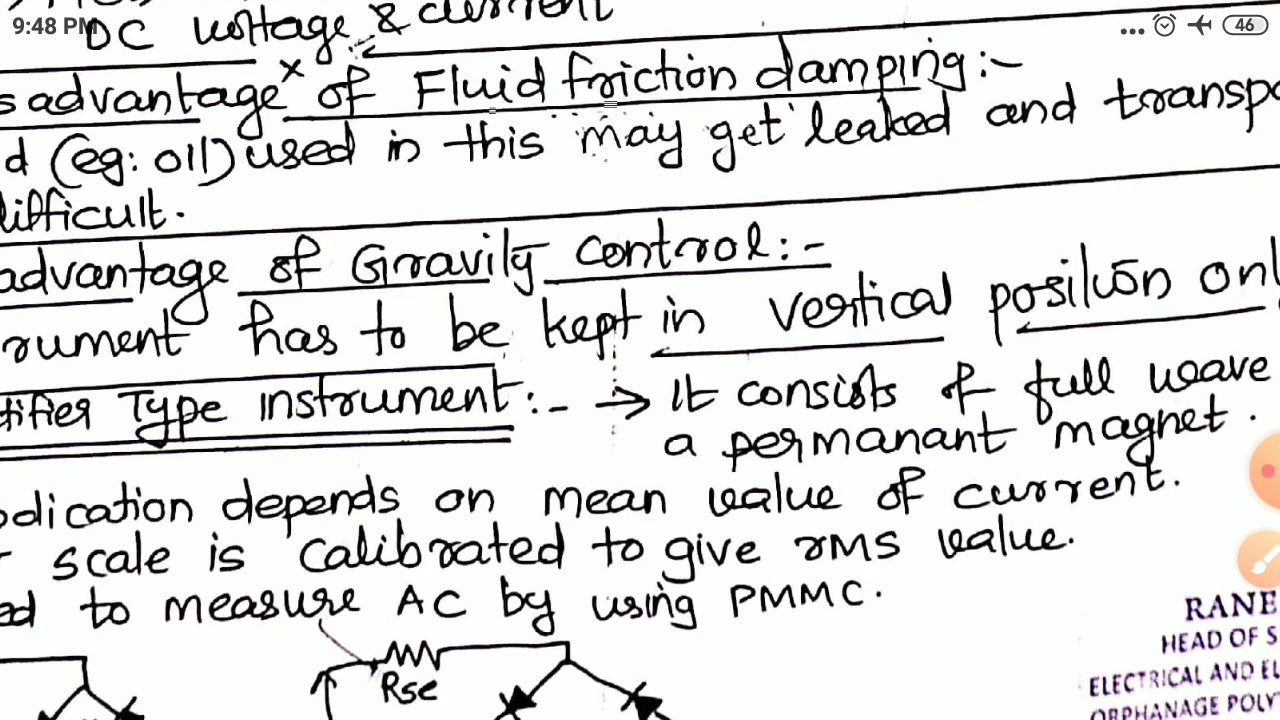 9:48 PM
46
DC voltage & current
sadvantage of Fluid friction damping:-
d (eg: oil) used in this may get leaked and transpo
difficult.
advantage of Gravity control:-
rument has to be kept in vertical position onl
tifier Type instrument:- → It consists of full wave
a permanant magnet.
odication depends on mean value of current.
scale is calibrated to give rms value.
ed to measure AC by using PMMC.
Rse
RANE
HEAD OF S
ELECTRICAL AND EL
ORPHANAGE POLY